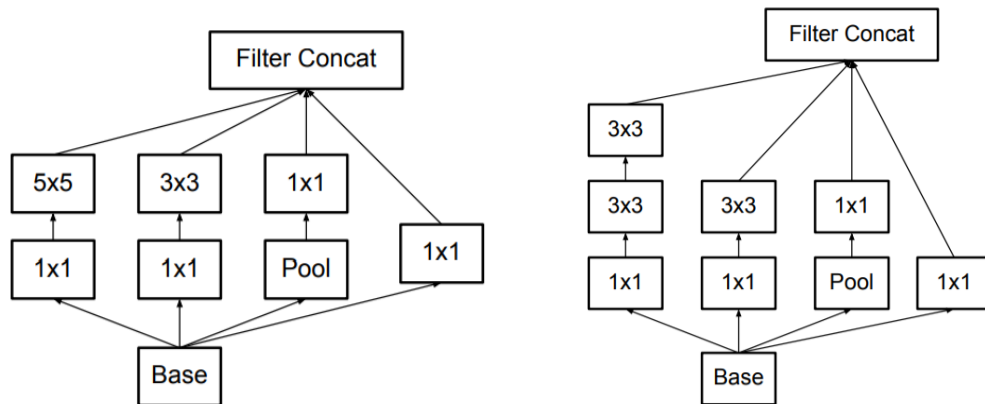 Filter Concat
5x5
3x3
1x1
1x1
1x1
Pool
1x1
Base
Filter Concat
3x3
3x3
3x3
1x1
1x1
1x1
Pool
1x1
Base